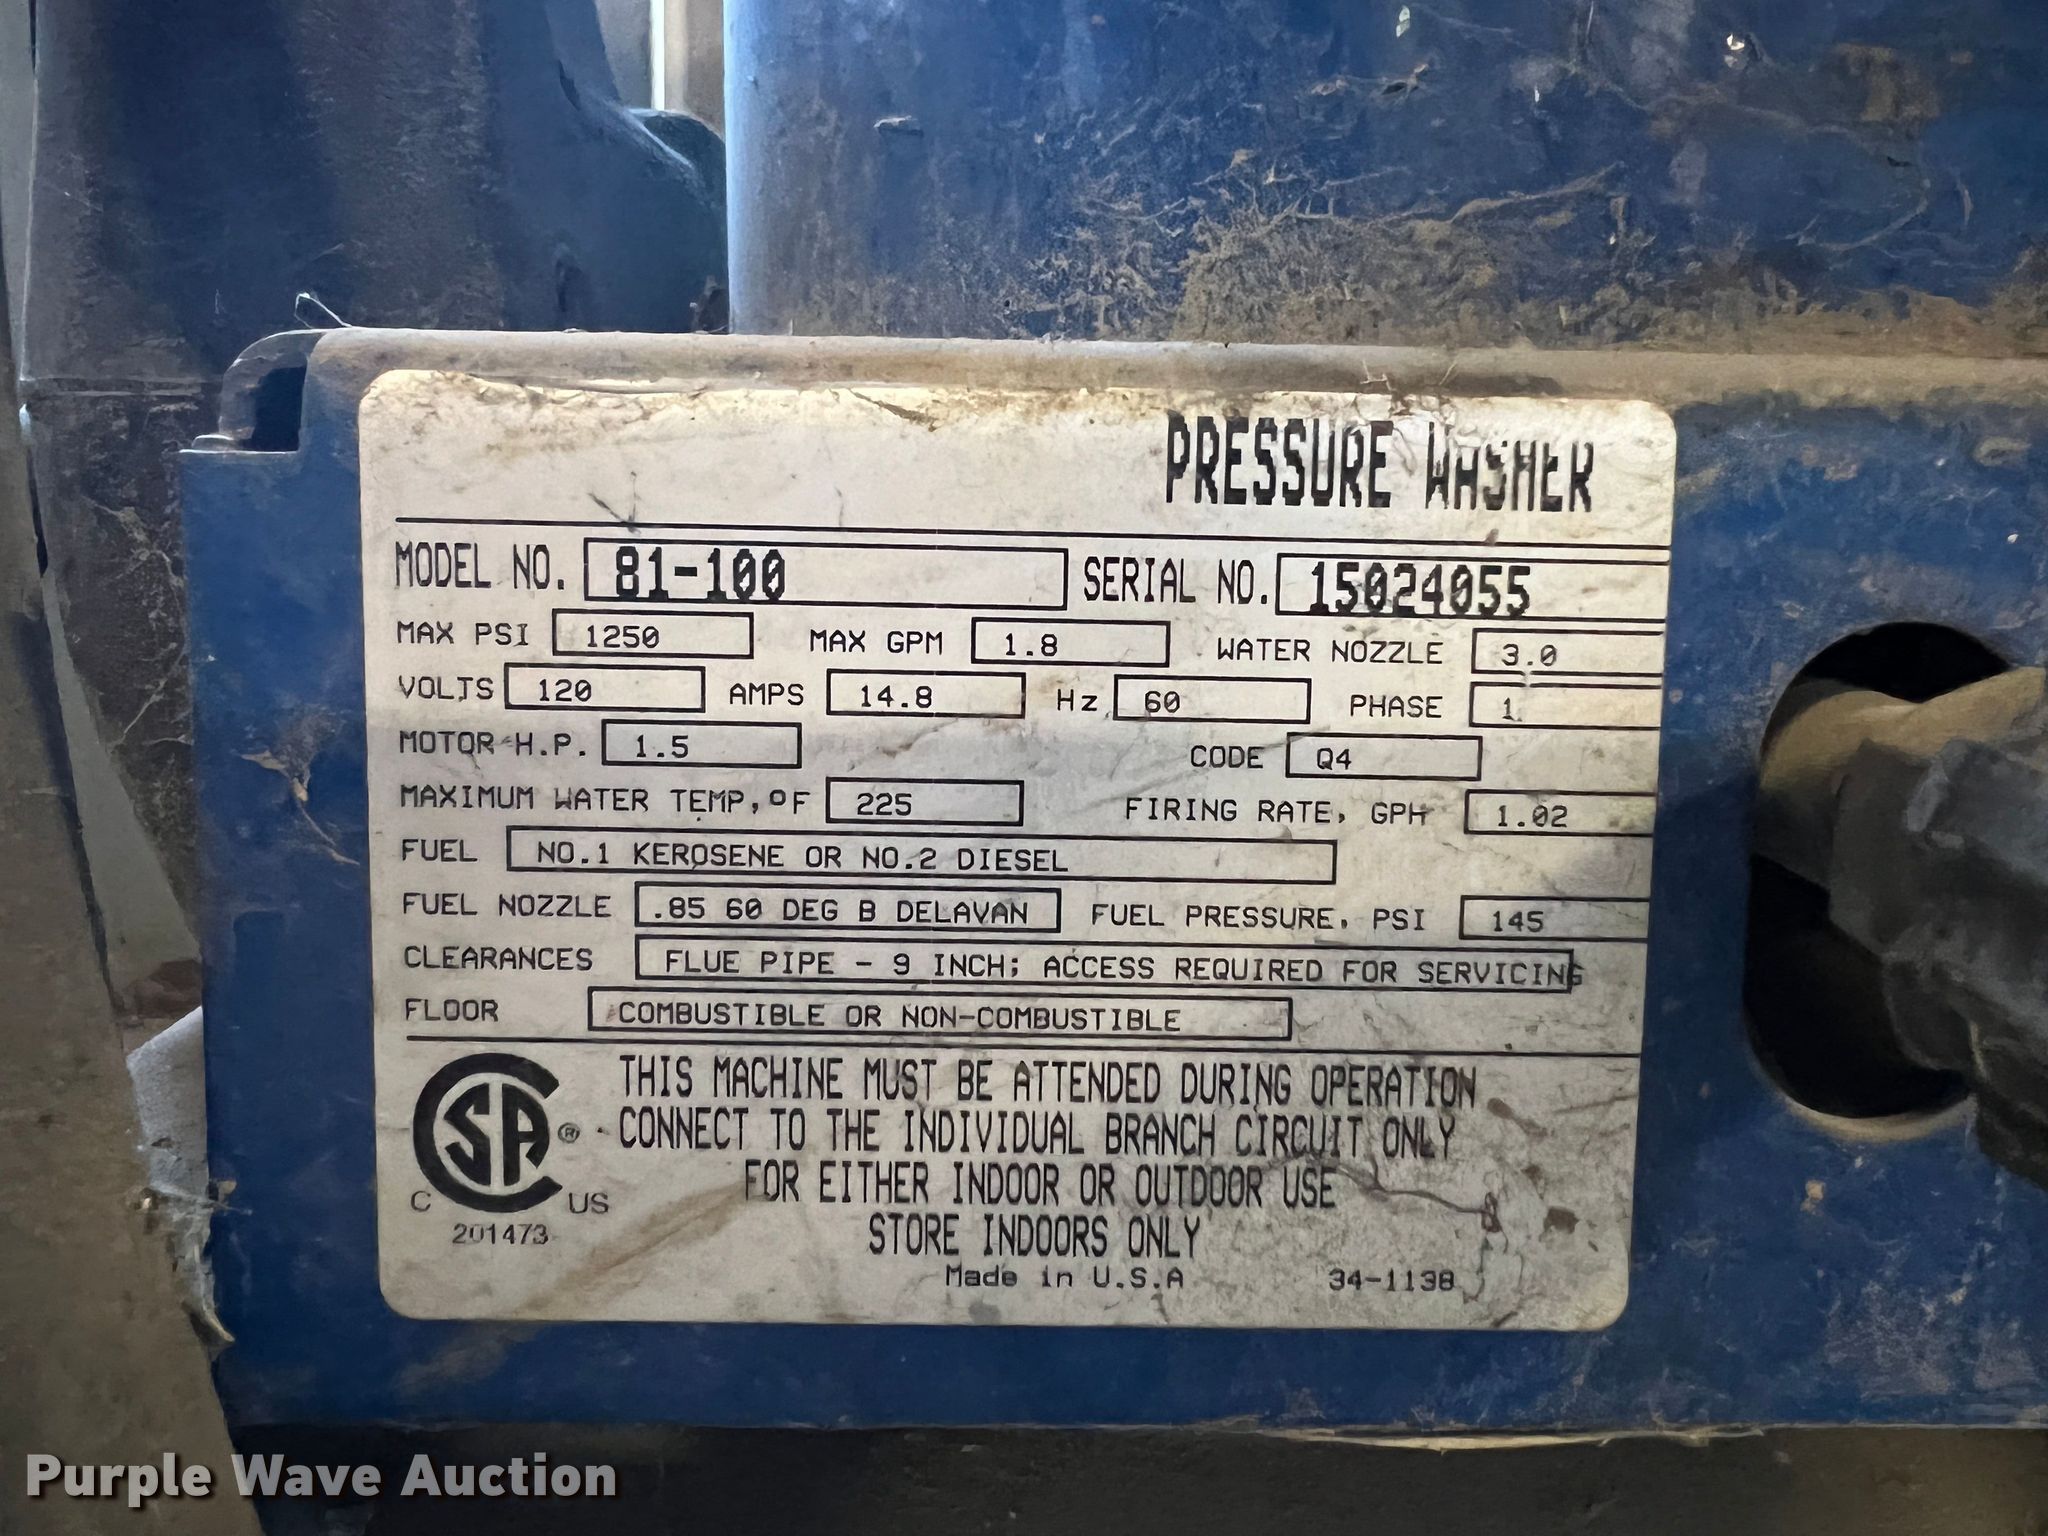 PRESSURE WASHER
MODEL NO. 81-100 SERIAL NO. 15024055
MAX PSI 1250 MAX GPM 1.8 WATER NOZZLE 3.0
VOLTS 120 AMPS 14.8 Hz 60 PHASE 1
MOTOR H.P. 1.5 CODE Q4
MAXIMUM WATER TEMP, °F 225 FIRING RATE, GPH 1.02
FUEL NO.1 KEROSENE OR NO.2 DIESEL
FUEL NOZZLE .85 60 DEG B DELAVAN FUEL PRESSURE, PSI 145
CLEARANCES FLUE PIPE - 9 INCH; ACCESS REQUIRED FOR SERVICING
FLOOR COMBUSTIBLE OR NON-COMBUSTIBLE
CSA ® C US
201473
THIS MACHINE MUST BE ATTENDED DURING OPERATION
CONNECT TO THE INDIVIDUAL BRANCH CIRCUIT ONLY
FOR EITHER INDOOR OR OUTDOOR USE
STORE INDOORS ONLY
Made in U.S.A 34-1138
Purple Wave Auction